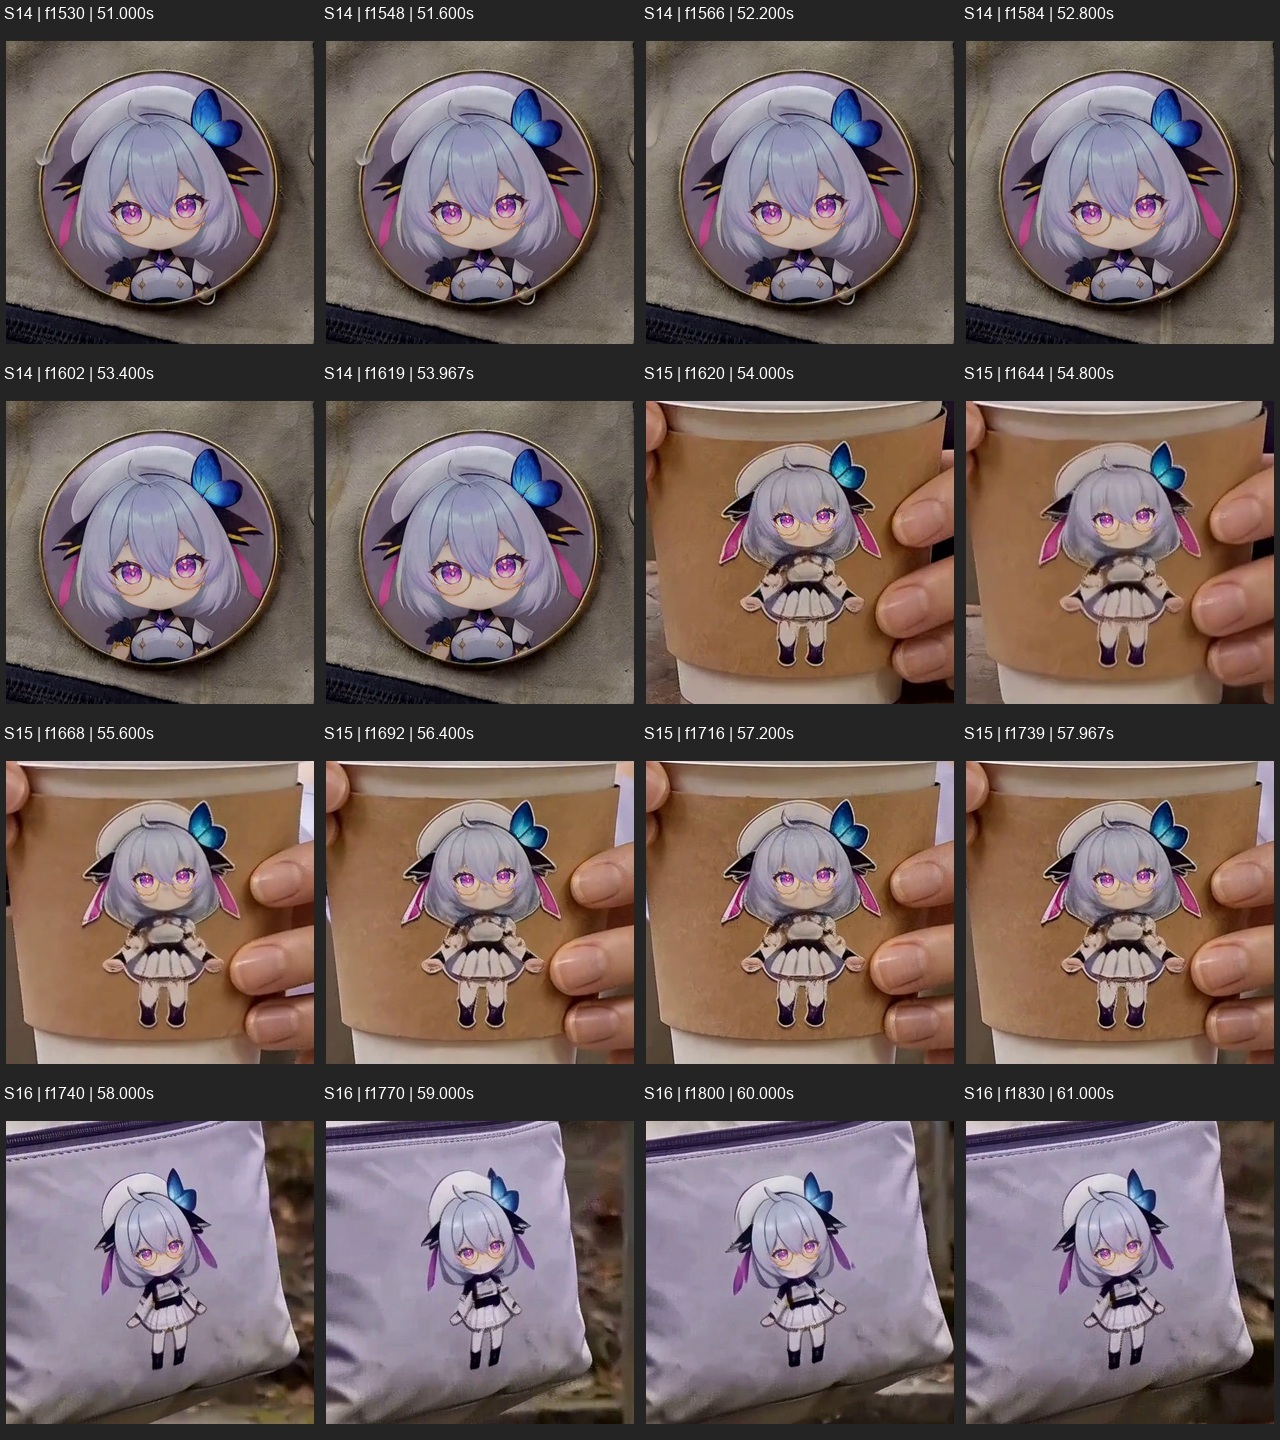 S14 | f1530 | 51.000s
S14 | f1548 | 51.600s
S14 | f1566 | 52.200s
S14 | f1584 | 52.800s
S14 | f1602 | 53.400s
S14 | f1619 | 53.967s
S15 | f1620 | 54.000s
S15 | f1644 | 54.800s
S15 | f1668 | 55.600s
S15 | f1692 | 56.400s
S15 | f1716 | 57.200s
S15 | f1739 | 57.967s
S16 | f1740 | 58.000s
S16 | f1770 | 59.000s
S16 | f1800 | 60.000s
S16 | f1830 | 61.000s